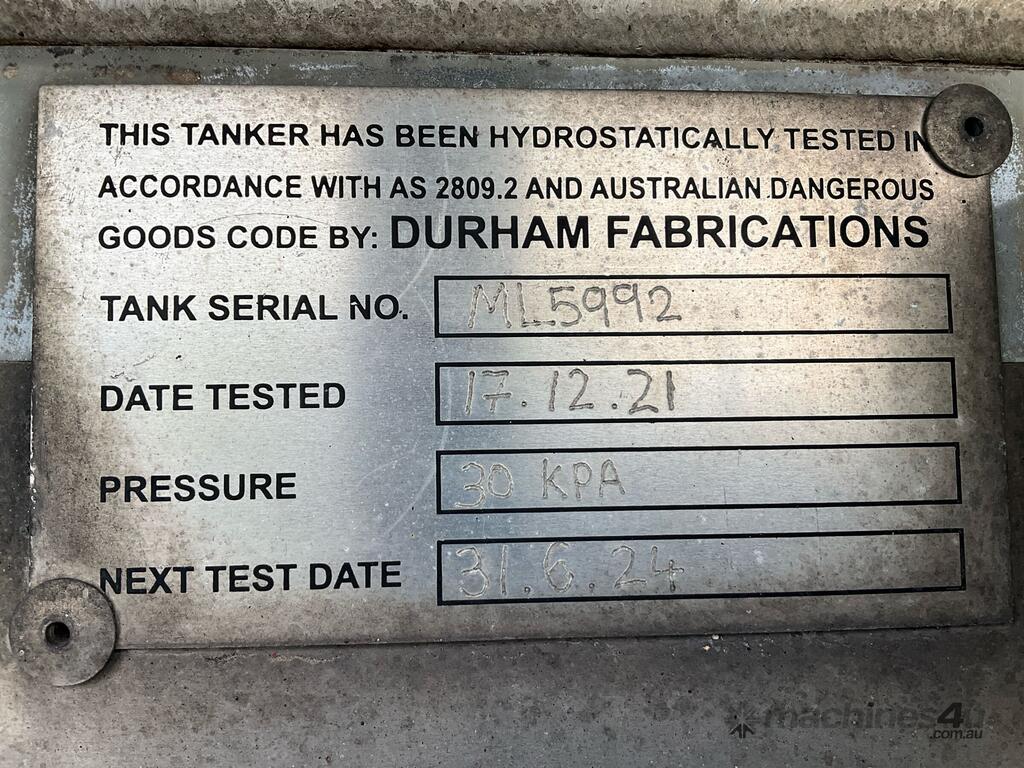 THIS TANKER HAS BEEN HYDROSTATICALLY TESTED IN
ACCORDANCE WITH AS 2809.2 AND AUSTRALIAN DANGEROUS
GOODS CODE BY: DURHAM FABRICATIONS
TANK SERIAL NO. ML5992
DATE TESTED 17.12.21
PRESSURE 30 KPA
NEXT TEST DATE 31.6.24
machines4u
.com.au